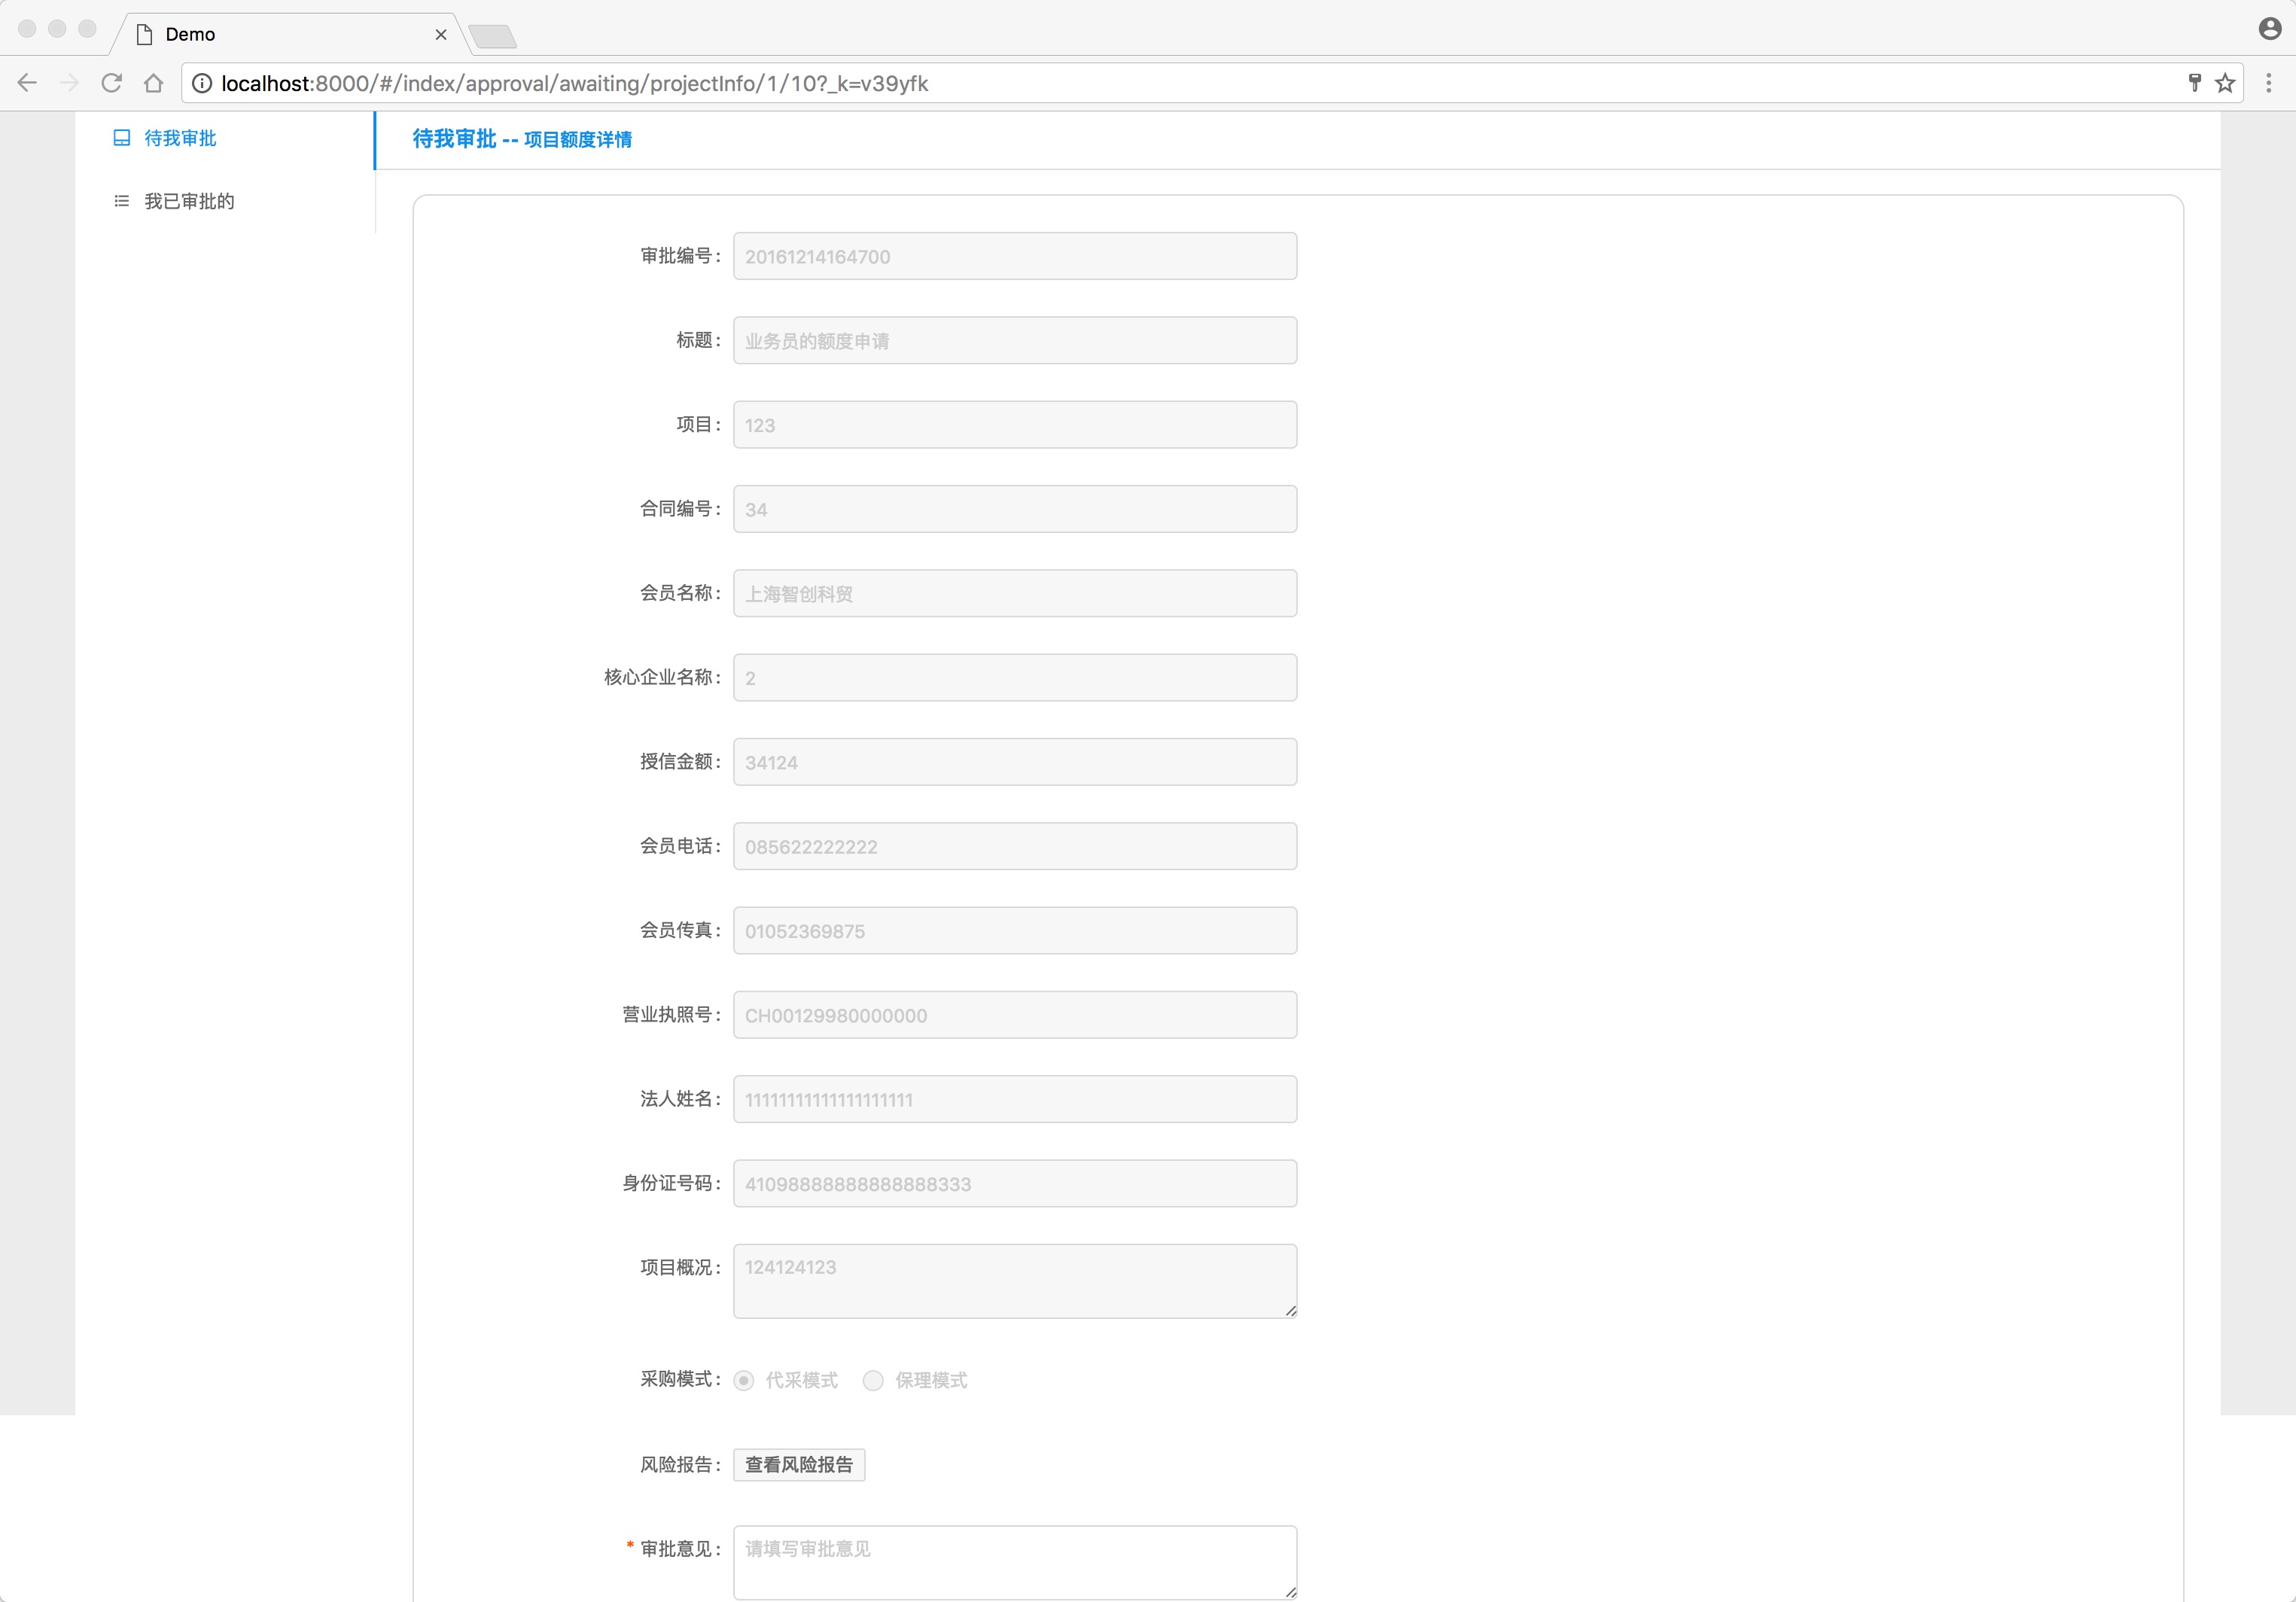 Demo
localhost:8000/#/index/approval/awaiting/projectInfo/1/10?_k=v39yfk
待我审批
我已审批的
待我审批 -- 项目额度详情
审批编号: 20161214164700
标题: 业务员的额度申请
项目: 123
合同编号: 34
会员名称: 上海智创科贸
核心企业名称: 2
授信金额: 34124
会员电话: 085622222222
会员传真: 01052369875
营业执照号: CH00129980000000
法人姓名: 11111111111111111111
身份证号码: 41098888888888888333
项目概况: 124124123
采购模式: 代采模式 保理模式
风险报告: 查看风险报告
* 审批意见: 请填写审批意见